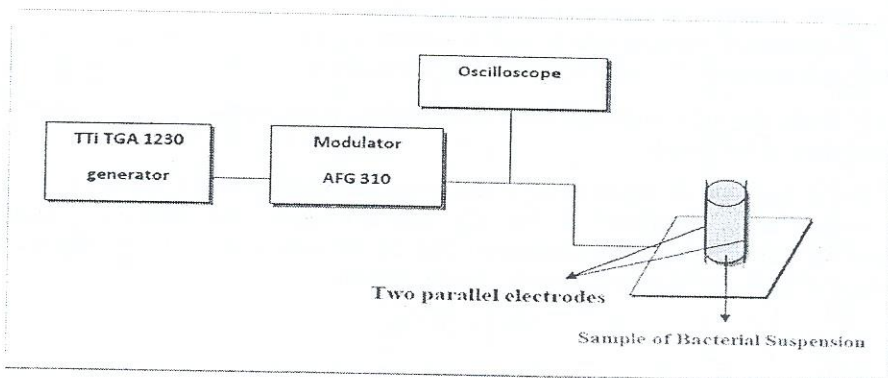 Oscilloscope
TTi TGA 1230
generator
Modulator
AFG 310
Two parallel electrodes
Sample of Bacterial Suspension